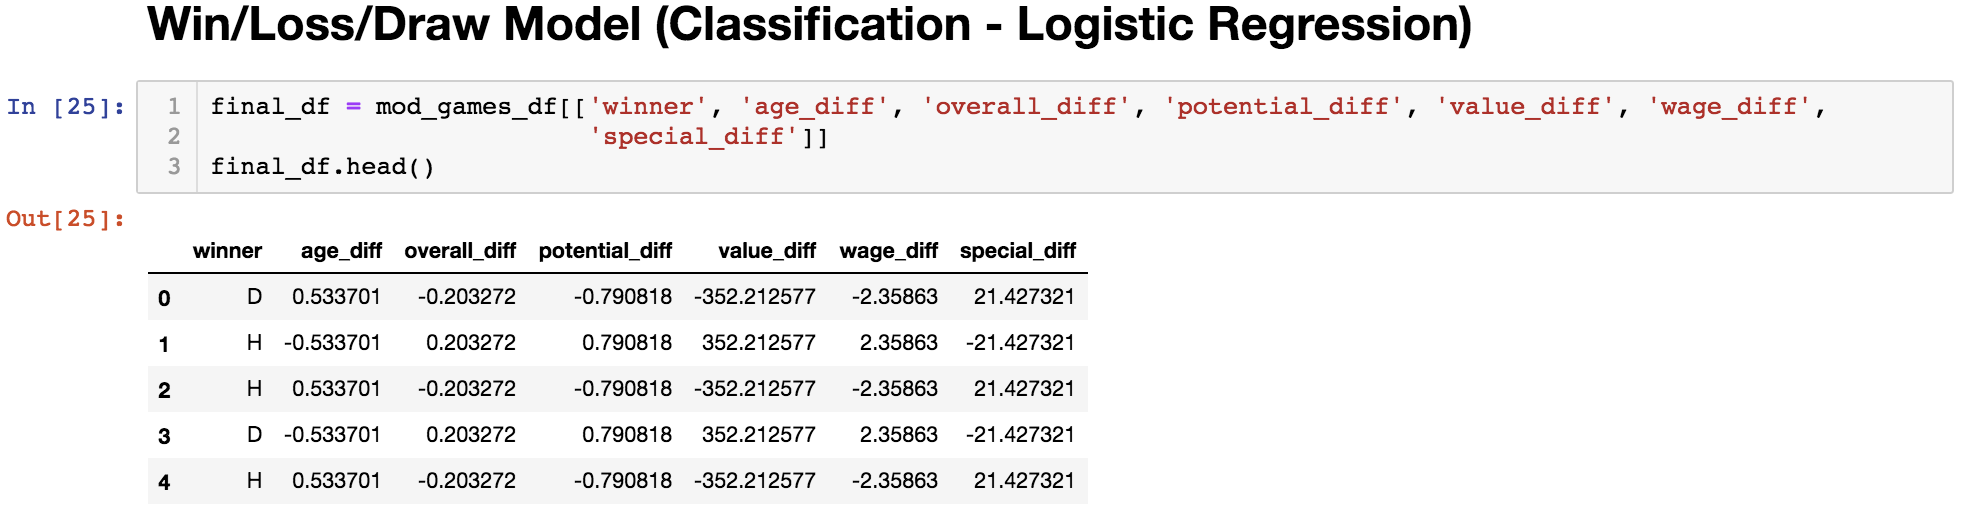 Win/Loss/Draw Model (Classification - Logistic Regression)
In [25]:
1 final_df = mod_games_df[['winner', 'age_diff', 'overall_diff', 'potential_diff', 'value_diff', 'wage_diff',
2 'special_diff']]
3 final_df.head()
Out[25]:
winner age_diff overall_diff potential_diff value_diff wage_diff special_diff
0 D 0.533701 -0.203272 -0.790818 -352.212577 -2.35863 21.427321
1 H -0.533701 0.203272 0.790818 352.212577 2.35863 -21.427321
2 H 0.533701 -0.203272 -0.790818 -352.212577 -2.35863 21.427321
3 D -0.533701 0.203272 0.790818 352.212577 2.35863 -21.427321
4 H 0.533701 -0.203272 -0.790818 -352.212577 -2.35863 21.427321